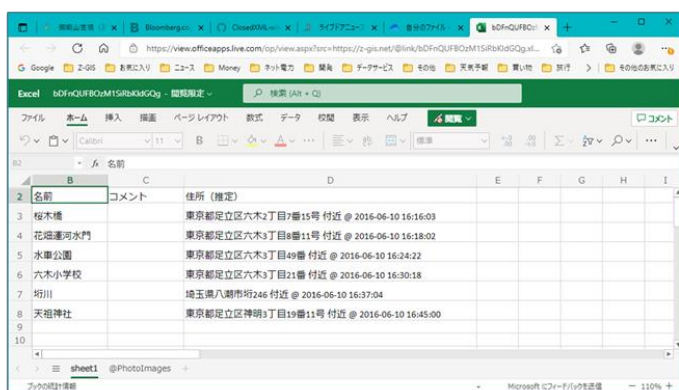 Bloomberg.co
ClosedXML
ライブドアニュース
自分のファイル
bDFnQUFBOzI
https://view.officeapps.live.com/op/view.aspx?src=https://z-gis.net/@link/bDFnQUFBOzM1SiRbKldGQg.xl...
Google Z-GIS お気に入り ニュース Money ネット電力 開発 データサービス その他 天気予報 買い物 旅行 その他のお気に入り
Excel bDFnQUFBOzM1SiRbKldGQg - 閲覧限定 検索 (Alt + Q)
ファイル ホーム 挿入 描画 ページ レイアウト 数式 データ 校閲 表示 ヘルプ 閲覧 コメント
Calibri 11 B A 標準
B2 fx 名前
B C D E F G H I
2 名前 コメント 住所（推定）
3 桜木橋 東京都足立区六木2丁目7番15号 付近 @ 2016-06-10 16:16:03
4 花畑運河水門 東京都足立区六木3丁目8番11号 付近 @ 2016-06-10 16:18:02
5 水車公園 東京都足立区六木3丁目49番 付近 @ 2016-06-10 16:24:22
6 六木小学校 東京都足立区六木3丁目21番 付近 @ 2016-06-10 16:30:18
7 垳川 埼玉県八潮市垳246 付近 @ 2016-06-10 16:37:04
8 天祖神社 東京都足立区神明3丁目19番11号 付近 @ 2016-06-10 16:45:00
9
10
sheet1 @PhotoImages
ブックの統計情報 Microsoft にフィードバックを送信 110%